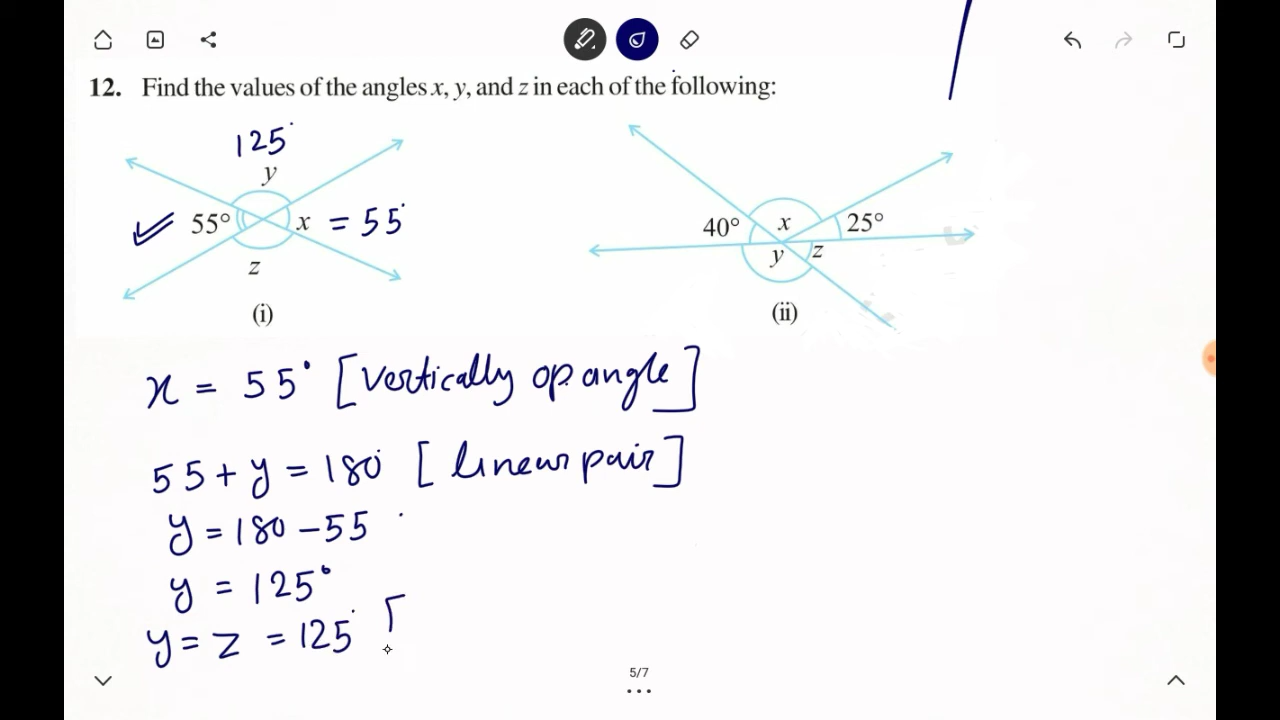 12. Find the values of the angles x, y, and z in each of the following:
125°
y
55° x = 55°
z
(i)
40° x 25°
y z
(ii)
x = 55° [vertically op. angle]
55 + y = 180° [linear pair]
y = 180 - 55
y = 125°
y = z = 125° [
5/7